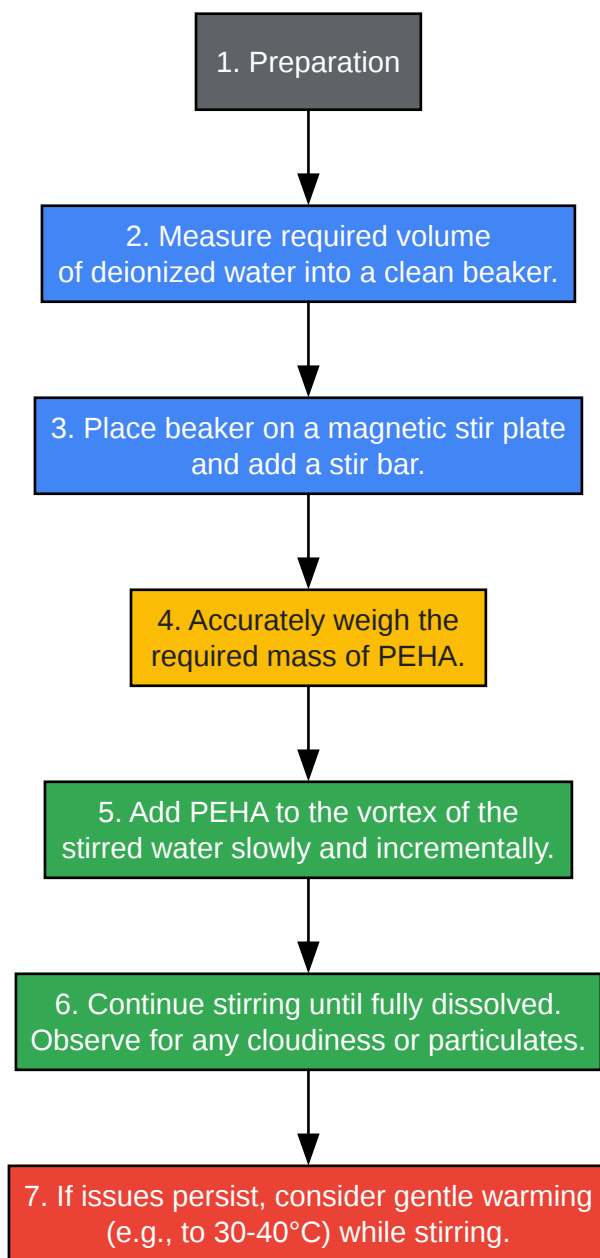 1. Preparation
2. Measure required volume
of deionized water into a clean beaker.
3. Place beaker on a magnetic stir plate
and add a stir bar.
4. Accurately weigh the
required mass of PEHA.
5. Add PEHA to the vortex of the
stirred water slowly and incrementally.
6. Continue stirring until fully dissolved.
Observe for any cloudiness or particulates.
7. If issues persist, consider gentle warming
(e.g., to 30-40°C) while stirring.